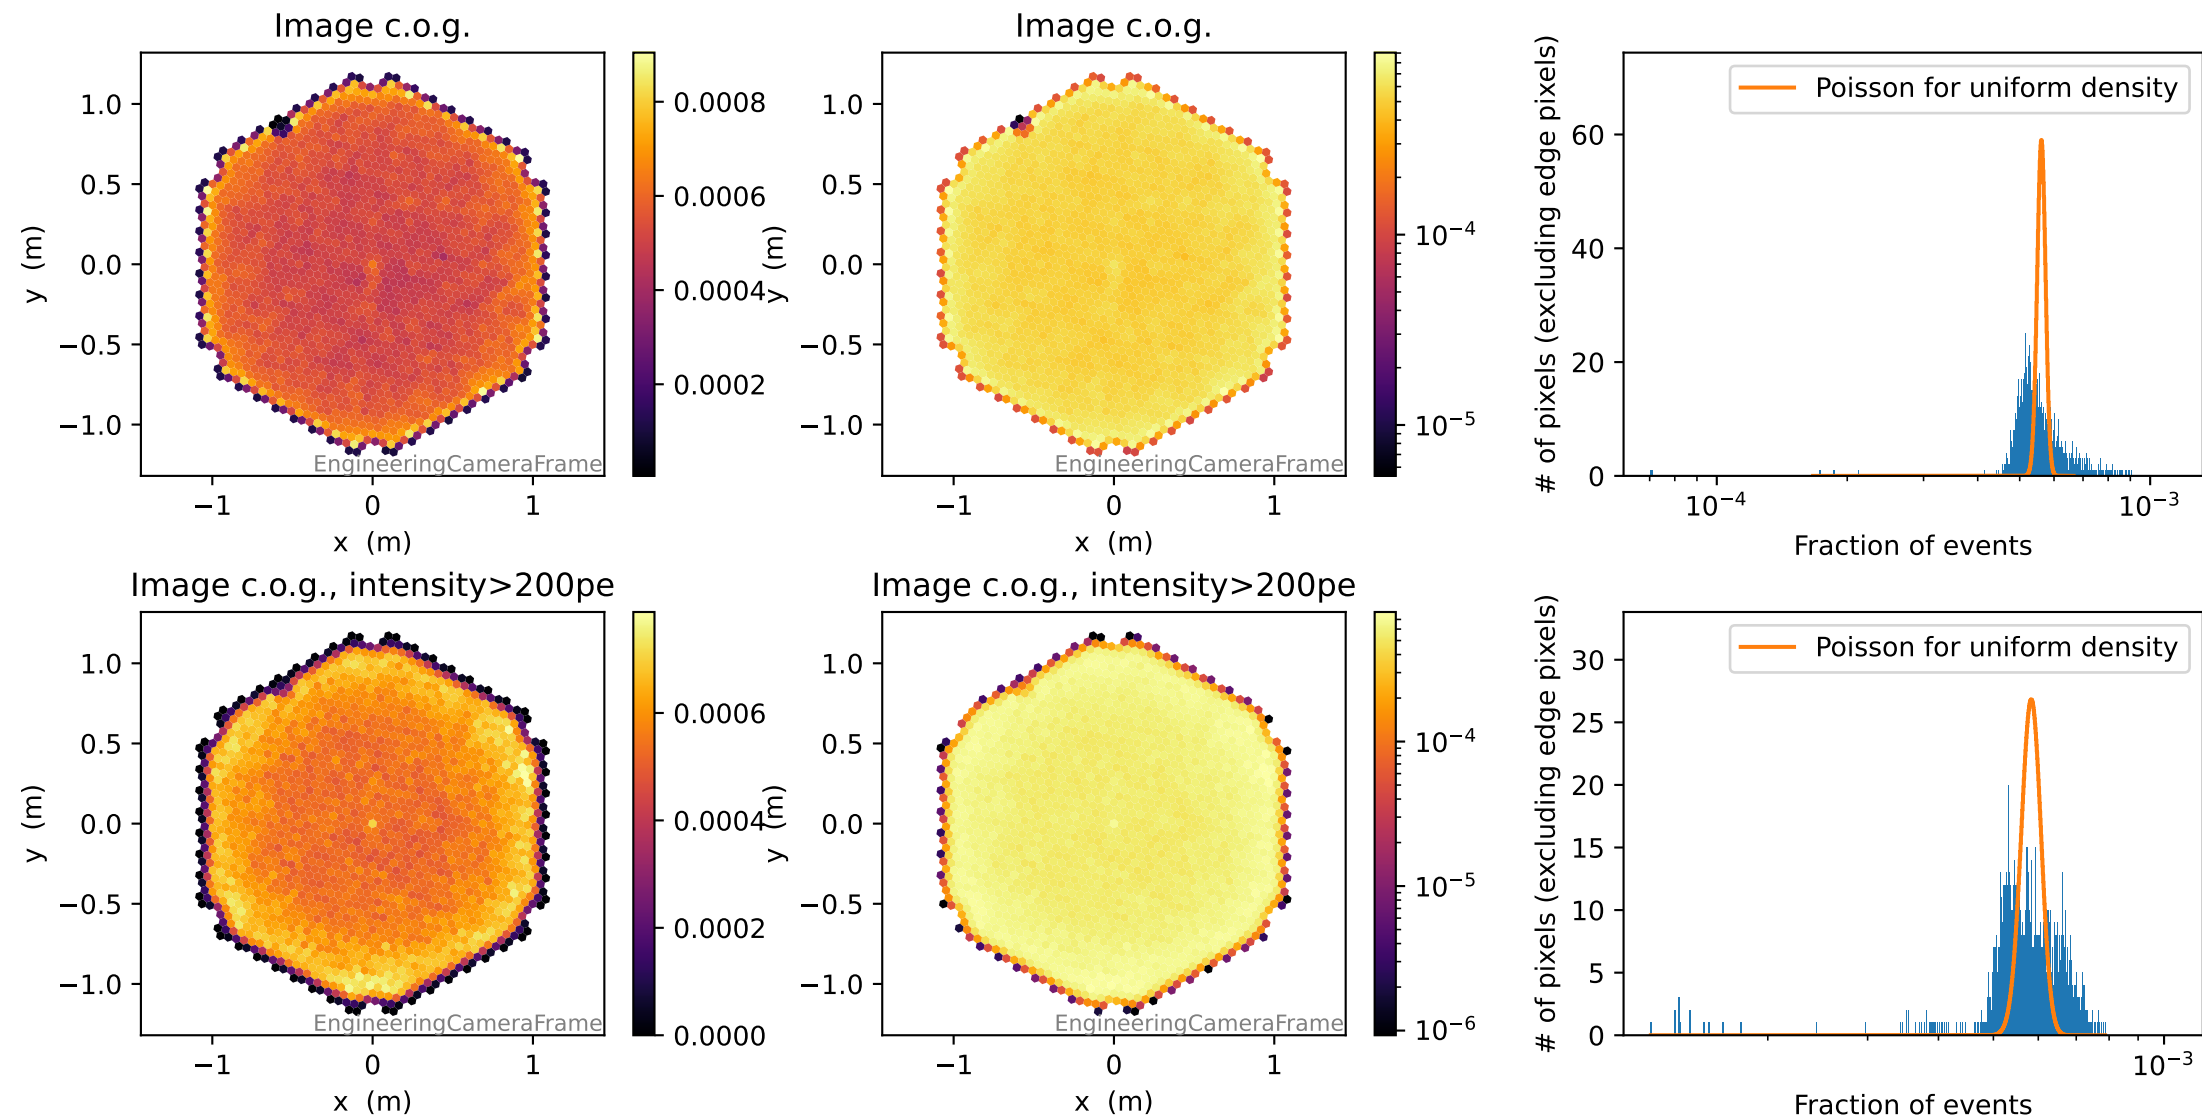 Image c.o.g.
1.0
0.5
0.0
−0.5
−1.0
y (m)
−1
0
1
x (m)
EngineeringCameraFrame
0.0008
0.0006
0.0004
0.0002
Image c.o.g.
1.0
0.5
0.0
−0.5
−1.0
y (m)
−1
0
1
x (m)
EngineeringCameraFrame
10−4
10−5
Poisson for uniform density
# of pixels (excluding edge pixels)
60
40
20
0
10−4
10−3
Fraction of events
Image c.o.g., intensity>200pe
1.0
0.5
0.0
−0.5
−1.0
y (m)
−1
0
1
x (m)
EngineeringCameraFrame
0.0006
0.0004
0.0002
0.0000
Image c.o.g., intensity>200pe
1.0
0.5
0.0
−0.5
−1.0
y (m)
−1
0
1
x (m)
EngineeringCameraFrame
10−4
10−5
10−6
Poisson for uniform density
# of pixels (excluding edge pixels)
30
25
20
15
10
5
0
10−3
Fraction of events